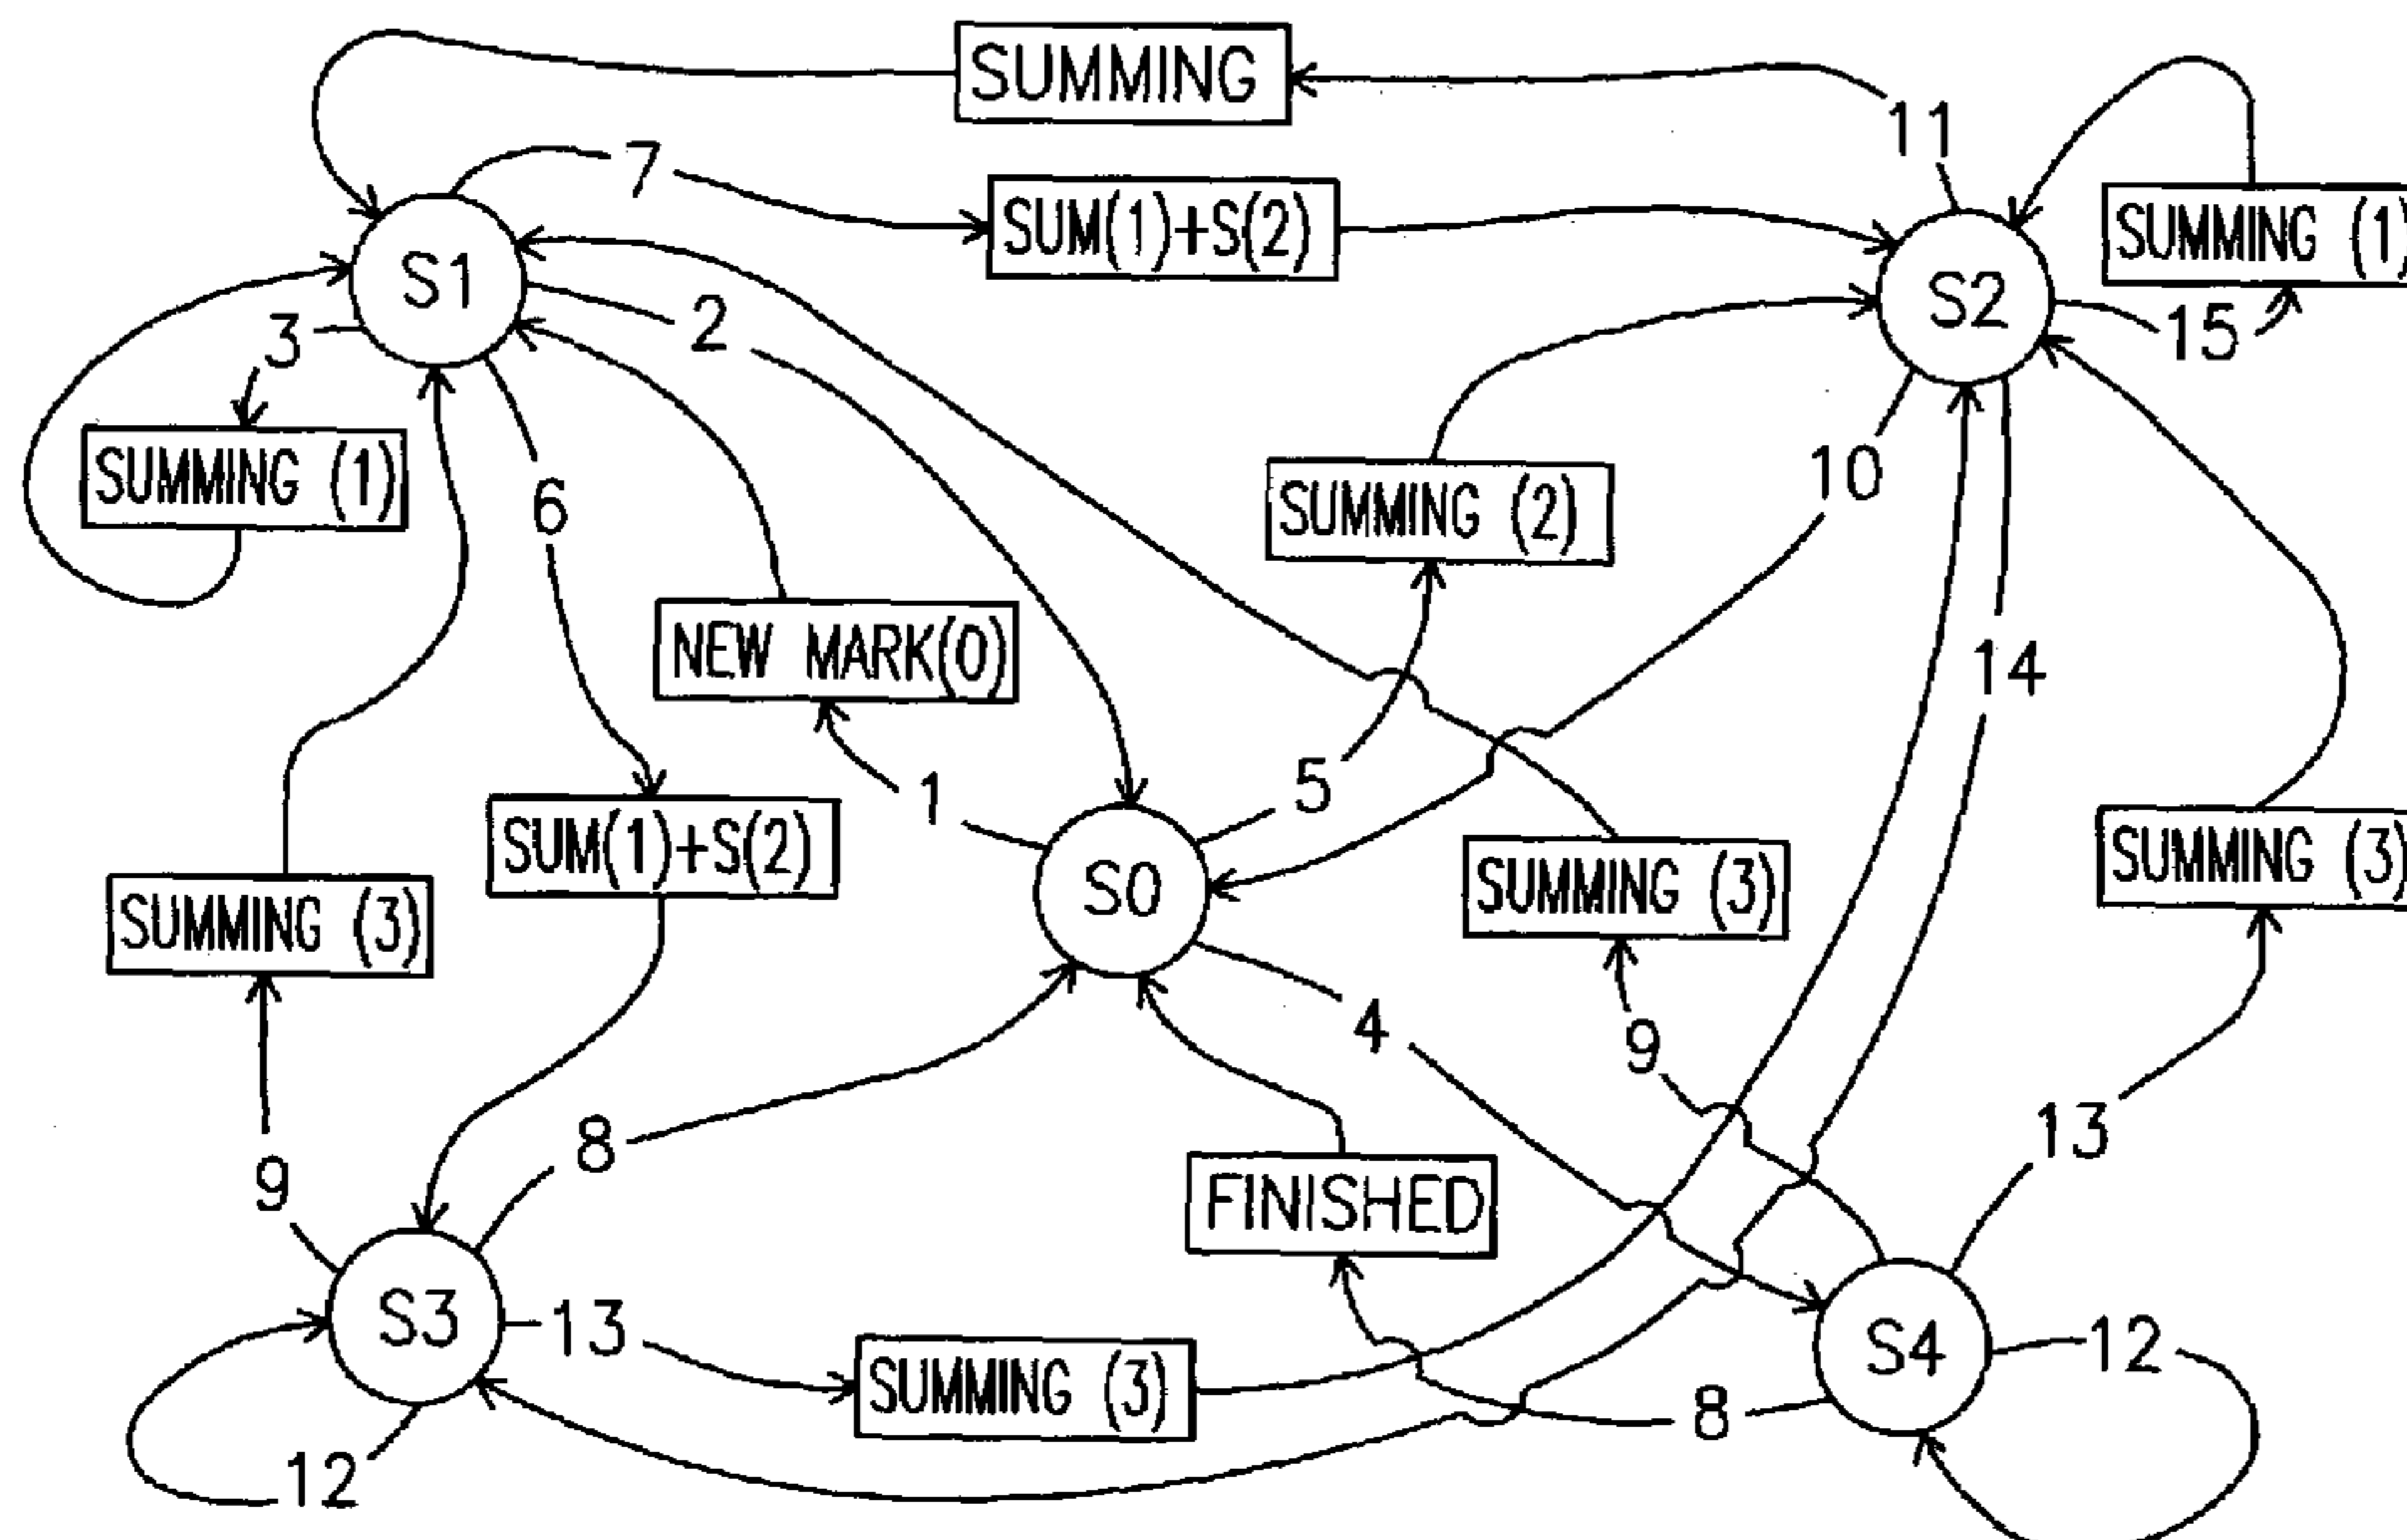 SUMMING
11
7
SUM(1)+S(2)
SUMMING (1)
S1
S2
2
15
3
SUMMING (1)
10
6
SUMMING (2)
NEW MARK(0)
14
1
5
SUM(1)+S(2)
S0
SUMMING (3)
SUMMING (3)
SUMMING (3)
4
9
13
8
9
FINISHED
S3
13
S4
12
SUMMING (3)
8
12